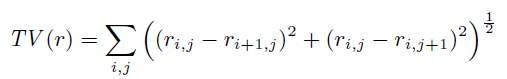 TV(r) = \sum_{i,j} \left( (r_{i,j} - r_{i+1,j})^2 + (r_{i,j} - r_{i,j+1})^2 \right)^{\frac{1}{2}}